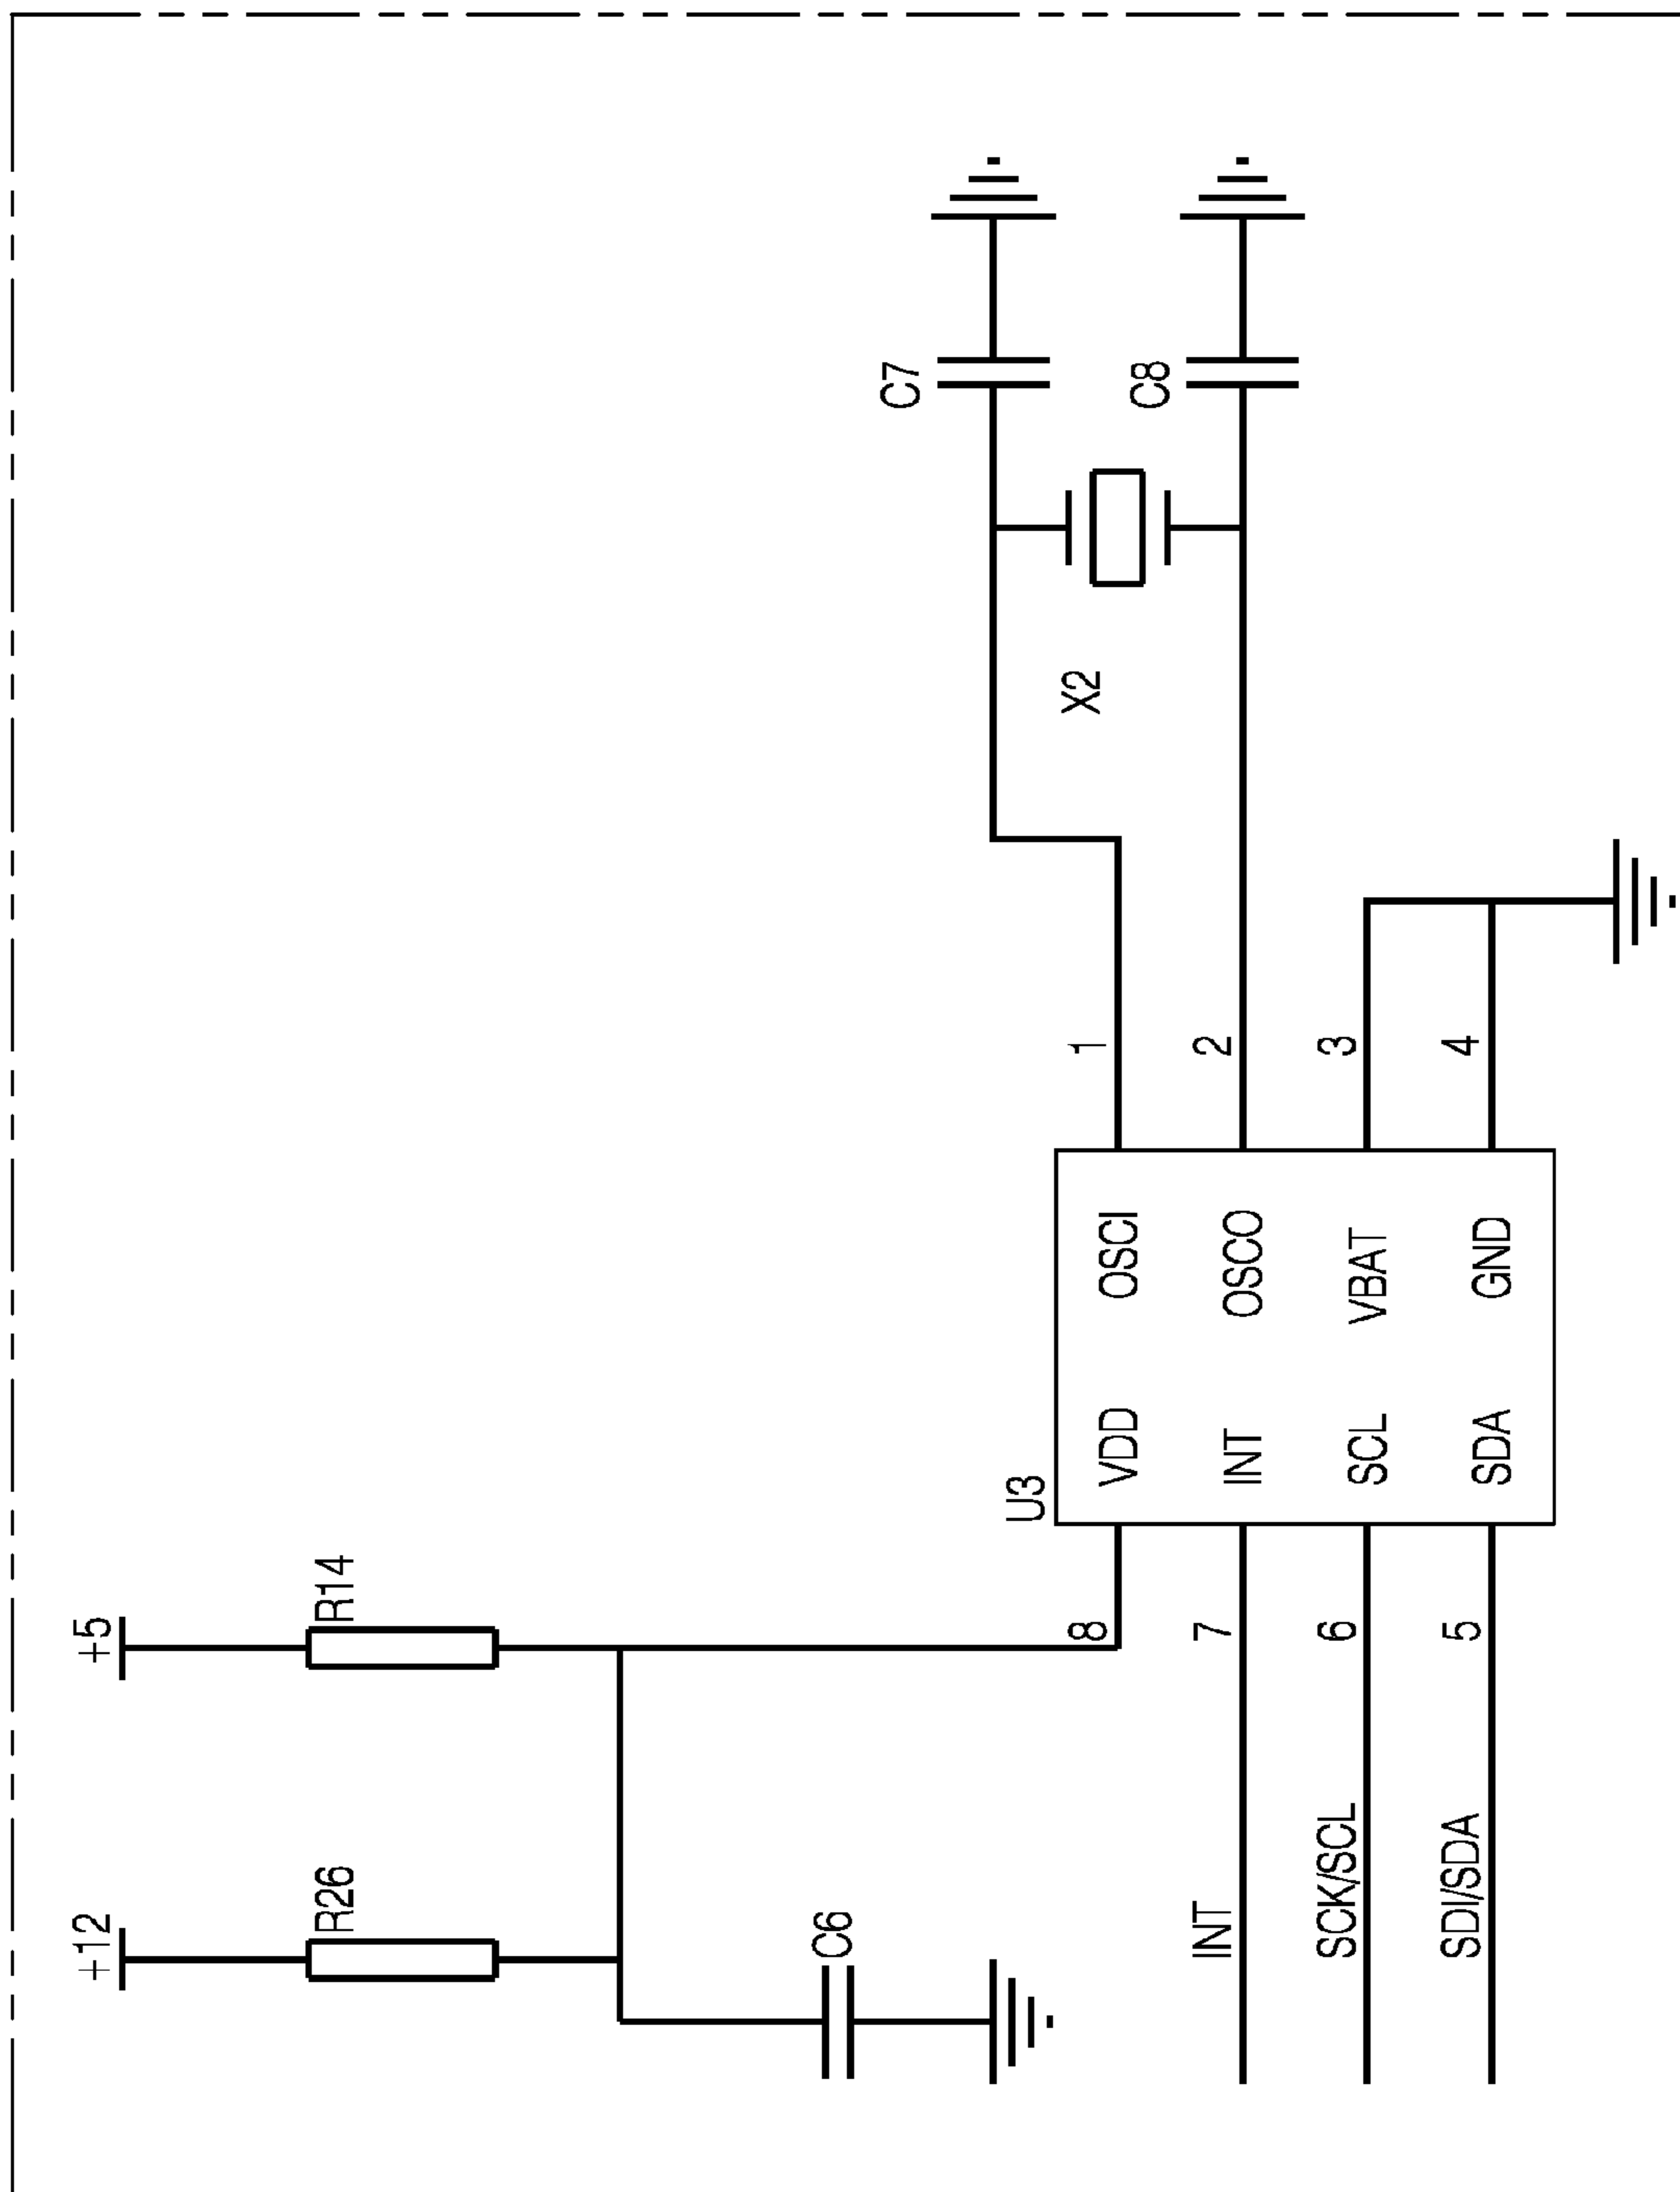 +5
+12
R14
R26
C6
C7
C8
X2
U3
VDD
INT
SCL
SDA
OSCI
OSCO
VBAT
GND
1
2
3
4
8
7
6
5
INT
SCK/SCL
SDI/SDA